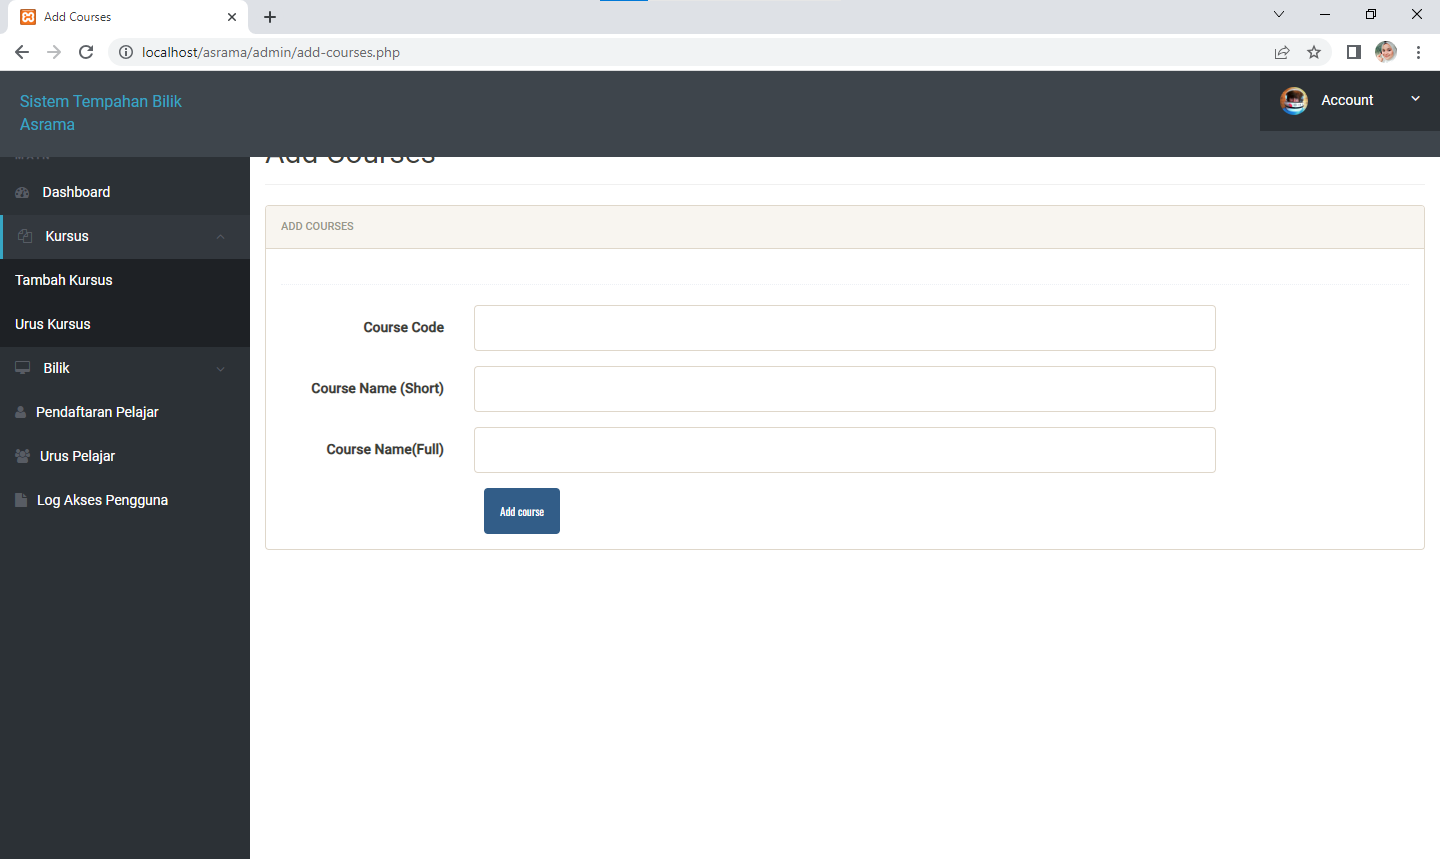 Add Courses
localhost/asrama/admin/add-courses.php
Sistem Tempahan Bilik
Asrama
Account
Add Courses
Dashboard
Kursus
Tambah Kursus
Urus Kursus
Bilik
Pendaftaran Pelajar
Urus Pelajar
Log Akses Pengguna
ADD COURSES
Course Code
Course Name (Short)
Course Name(Full)
Add course